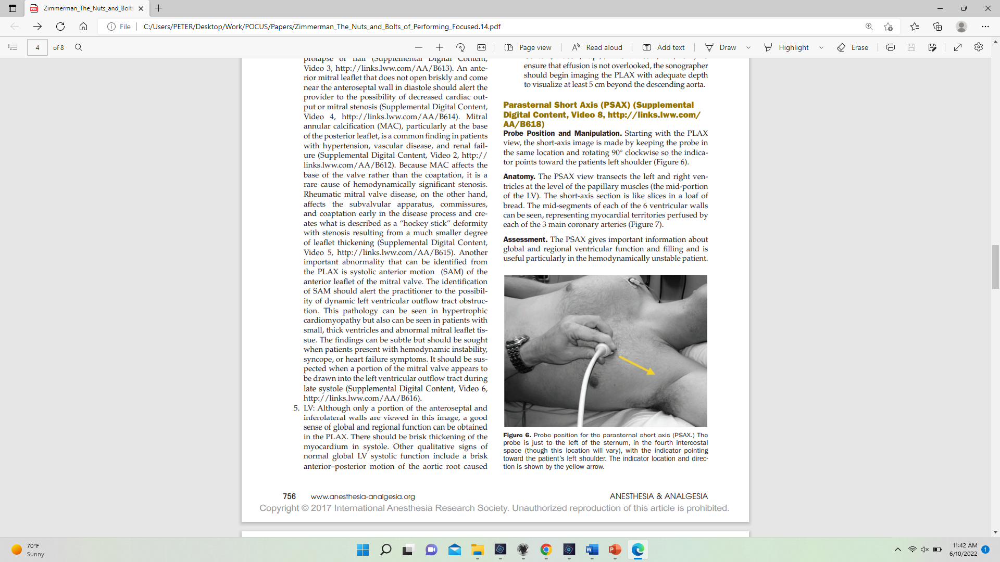 Zimmerman_The_Nuts_and_Bolts
File
C:/Users/PETER/Desktop/Work/POCUS/Papers/Zimmerman_The_Nuts_and_Bolts_of_Performing_Focused.14.pdf
4
of 8
Page view
Read aloud
Add text
Draw
Highlight
Erase
Video 3, http://links.lww.com/AA/B613). An ante-
rior mitral leaflet that does not open briskly and come
near the anteroseptal wall in diastole should alert the
provider to the possibility of decreased cardiac out-
put or mitral stenosis (Supplemental Digital Content,
Video 4, http://links.lww.com/AA/B614). Mitral
annular calcification (MAC), particularly at the base
of the posterior leaflet, is a common finding in patients
with hypertension, vascular disease, and renal fail-
ure (Supplemental Digital Content, Video 2, http://
links.lww.com/AA/B612). Because MAC affects the
base of the valve rather than the coaptation, it is a
rare cause of hemodynamically significant stenosis.
Rheumatic mitral valve disease, on the other hand,
affects the subvalvular apparatus, commissures,
and coaptation early in the disease process and cre-
ates what is described as a “hockey stick” deformity
with stenosis resulting from a much smaller degree
of leaflet thickening (Supplemental Digital Content,
Video 5, http://links.lww.com/AA/B615). Another
important abnormality that can be identified from
the PLAX is systolic anterior motion (SAM) of the
anterior leaflet of the mitral valve. The identification
of SAM should alert the practitioner to the possibil-
ity of dynamic left ventricular outflow tract obstruc-
tion. This pathology can be seen in hypertrophic
cardiomyopathy but also can be seen in patients with
small, thick ventricles and abnormal mitral leaflet tis-
sue. The findings can be subtle but should be sought
when patients present with hemodynamic instability,
syncope, or heart failure symptoms. It should be sus-
pected when a portion of the mitral valve appears to
be drawn into the left ventricular outflow tract during
late systole (Supplemental Digital Content, Video 6,
http://links.lww.com/AA/B616).
5. LV: Although only a portion of the anteroseptal and
inferolateral walls are viewed in this image, a good
sense of global and regional function can be obtained
in the PLAX. There should be brisk thickening of the
myocardium in systole. Other qualitative signs of
normal global LV systolic function include a brisk
anterior–posterior motion of the aortic root caused
ensure that effusion is not overlooked, the sonographer
should begin imaging the PLAX with adequate depth
to visualize at least 5 cm beyond the descending aorta.
Parasternal Short Axis (PSAX) (Supplemental
Digital Content, Video 8, http://links.lww.com/
AA/B618)
Probe Position and Manipulation. Starting with the PLAX
view, the short-axis image is made by keeping the probe in
the same location and rotating 90° clockwise so the indica-
tor points toward the patients left shoulder (Figure 6).
Anatomy. The PSAX view transects the left and right ven-
tricles at the level of the papillary muscles (the mid-portion
of the LV). The short-axis section is like slices in a loaf of
bread. The mid-segments of each of the 6 ventricular walls
can be seen, representing myocardial territories perfused by
each of the 3 main coronary arteries (Figure 7).
Assessment. The PSAX gives important information about
global and regional ventricular function and filling and is
useful particularly in the hemodynamically unstable patient.
Figure 6. Probe position for the parasternal short axis (PSAX.) The
probe is just to the left of the sternum, in the fourth intercostal
space (though this location will vary), with the indicator pointing
toward the patient's left shoulder. The indicator location and direc-
tion is shown by the yellow arrow.
756 www.anesthesia-analgesia.org
ANESTHESIA & ANALGESIA
Copyright © 2017 International Anesthesia Research Society. Unauthorized reproduction of this article is prohibited.
70°F
Sunny
11:42 AM
6/10/2022
1